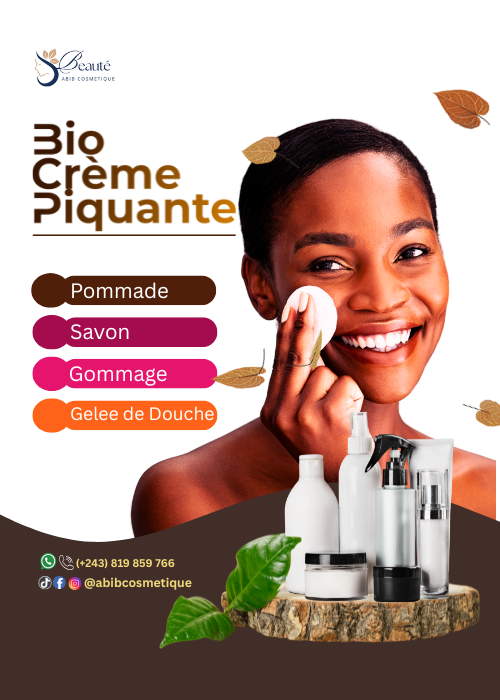 Beauté
ABIB COSMETIQUE
Bio
Crème
Piquante
Pommade
Savon
Gommage
Gelee de Douche
(+243) 819 859 766
@abibcosmetique